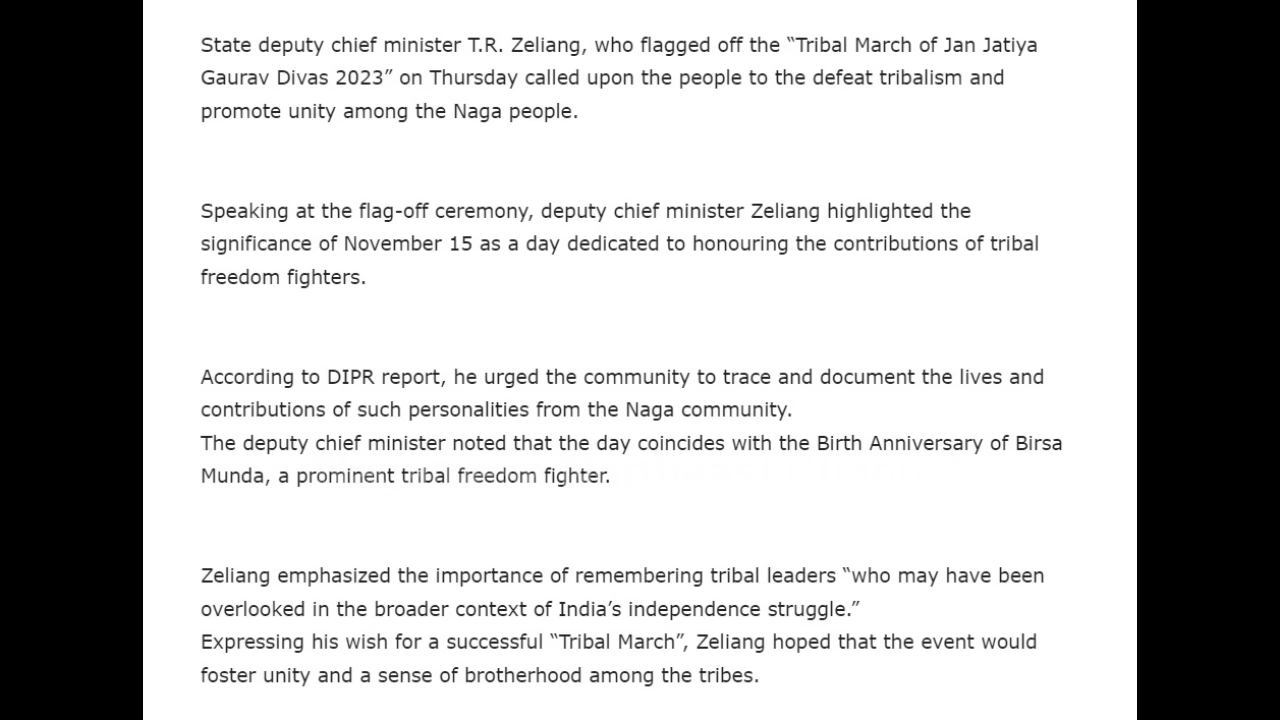 State deputy chief minister T.R. Zeliang, who flagged off the “Tribal March of Jan Jatiya
Gaurav Divas 2023” on Thursday called upon the people to the defeat tribalism and
promote unity among the Naga people.
Speaking at the flag-off ceremony, deputy chief minister Zeliang highlighted the
significance of November 15 as a day dedicated to honouring the contributions of tribal
freedom fighters.
According to DIPR report, he urged the community to trace and document the lives and
contributions of such personalities from the Naga community.
The deputy chief minister noted that the day coincides with the Birth Anniversary of Birsa
Munda, a prominent tribal freedom fighter.
Zeliang emphasized the importance of remembering tribal leaders “who may have been
overlooked in the broader context of India’s independence struggle.”
Expressing his wish for a successful “Tribal March”, Zeliang hoped that the event would
foster unity and a sense of brotherhood among the tribes.